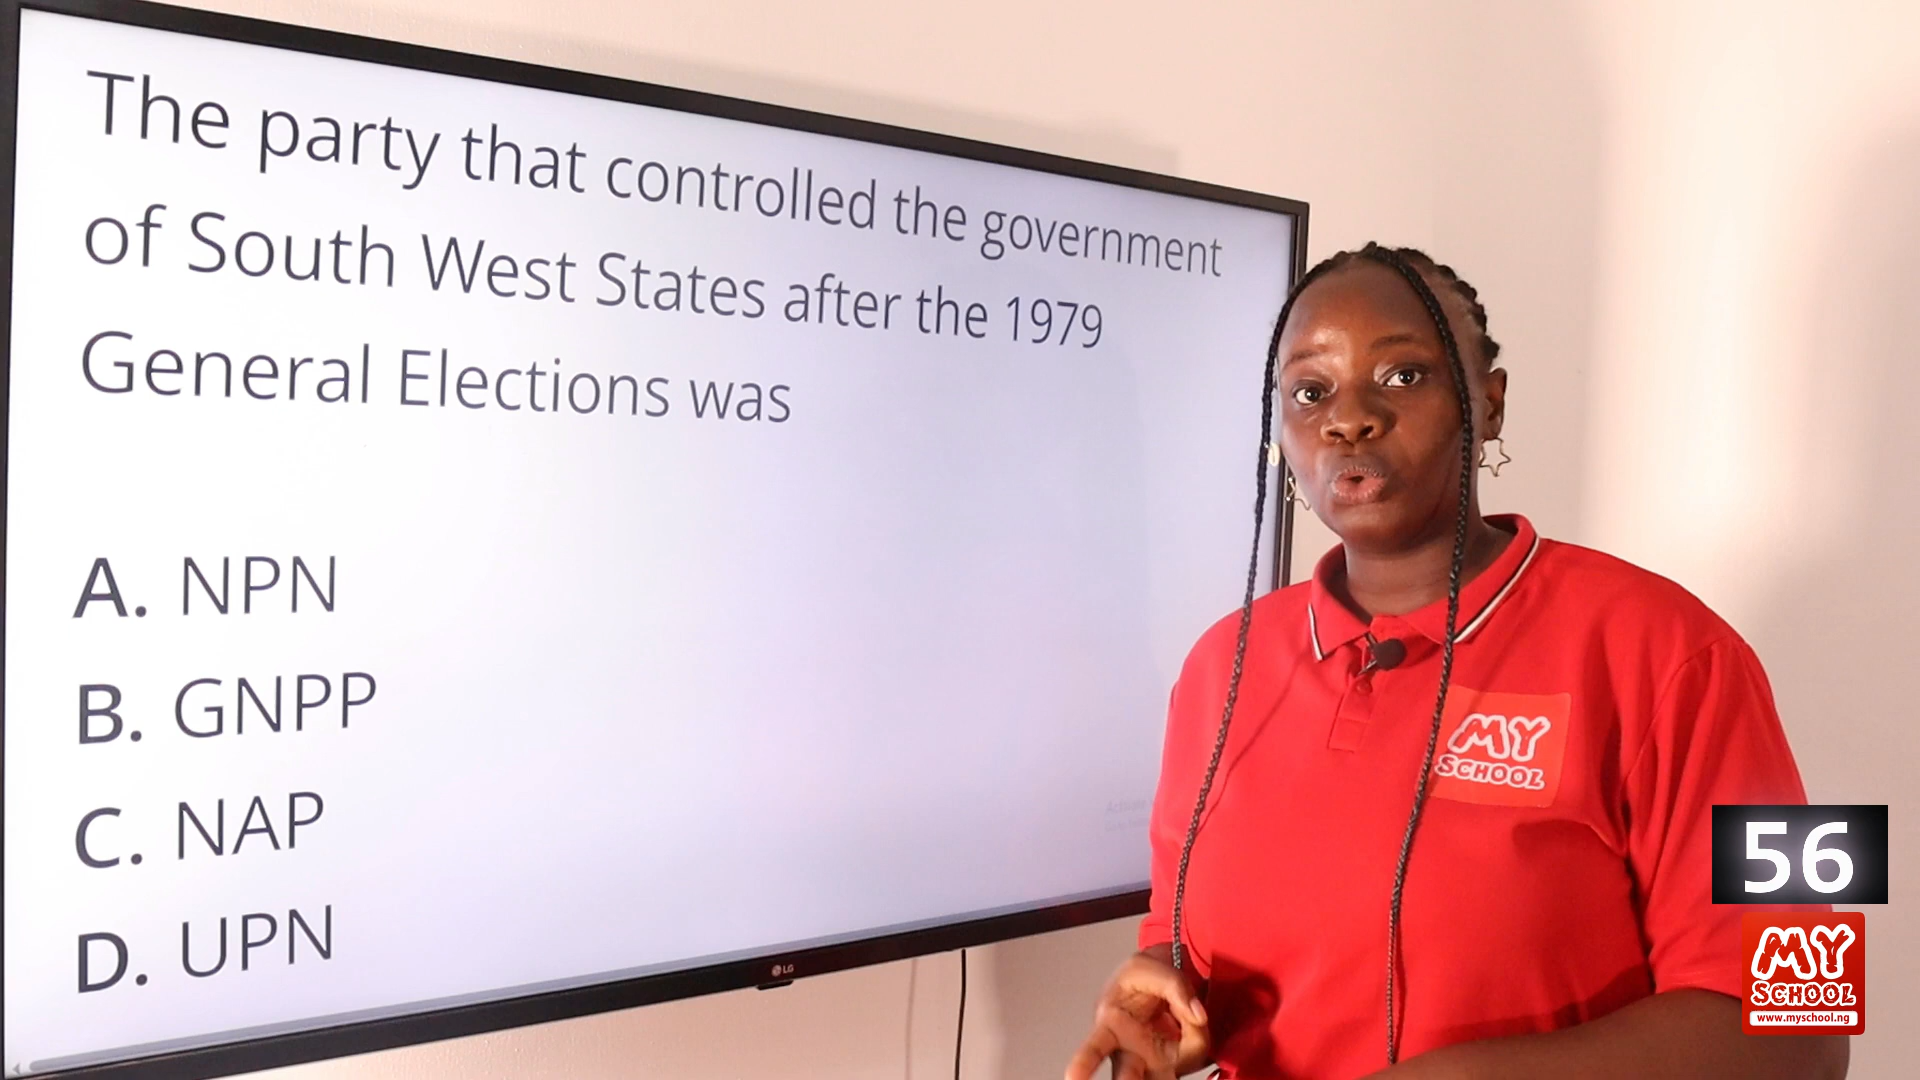 The party that controlled the government
of South West States after the 1979
General Elections was
A. NPN
B. GNPP
C. NAP
D. UPN
LG
MY
SCHOOL
56
MY
SCHOOL
www.myschool.ng